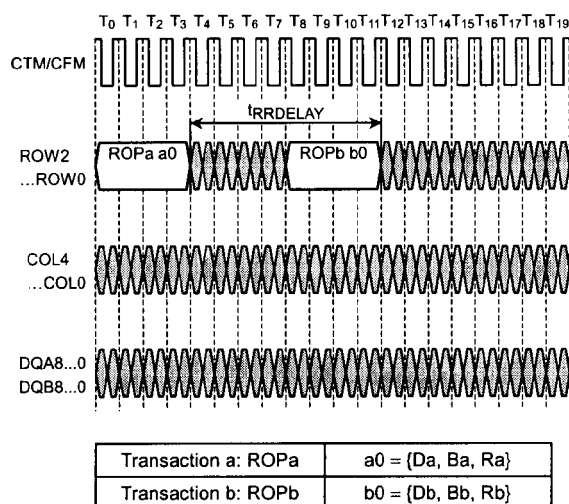 T0 T1 T2 T3 T4 T5 T6 T7 T8 T9 T10 T11 T12 T13 T14 T15 T16 T17 T18 T19
CTM/CFM
tRRDELAY
ROW2
...ROW0
ROPa a0
ROPb b0
COL4
...COL0
DQA8...0
DQB8...0
Transaction a: ROPa
a0 = {Da, Ba, Ra}
Transaction b: ROPb
b0 = {Db, Bb, Rb}